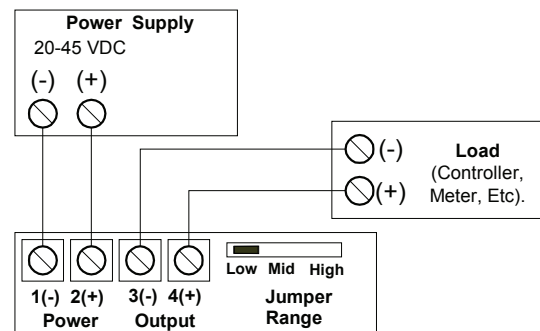 Power Supply
20-45 VDC
(-) (+)
(-)
(+)
Load
(Controller,
Meter, Etc).
Low Mid High
1(-) 2(+) 3(-) 4(+)
Power Output
Jumper
Range